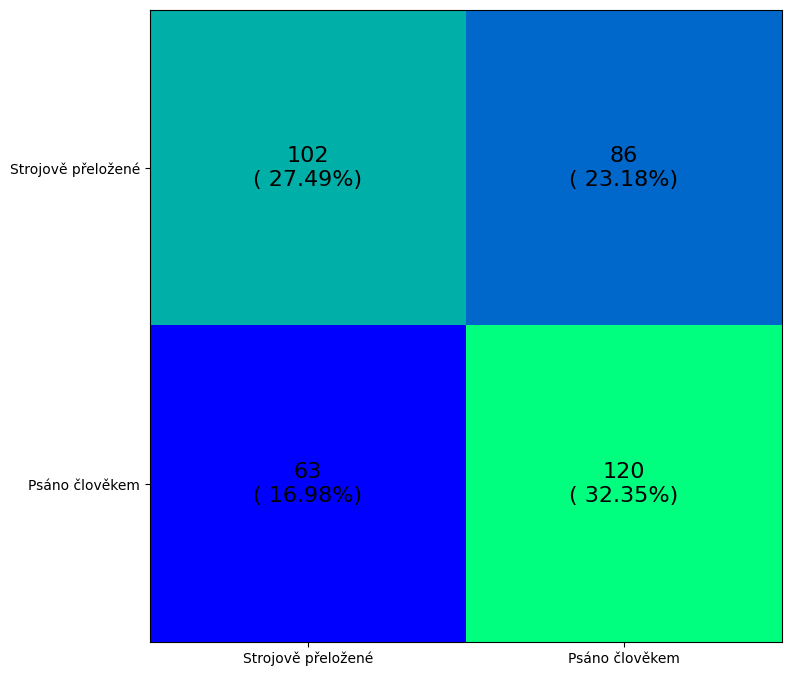 Strojově přeložené
102
( 27.49%)
86
( 23.18%)
Psáno člověkem
63
( 16.98%)
120
( 32.35%)
Strojově přeložené
Psáno člověkem